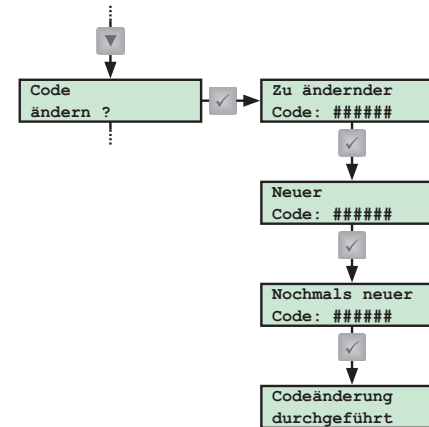 Code
ändern ?
Zu ändernder
Code: ######
Neuer
Code: ######
Nochmals neuer
Code: ######
Codeänderung
durchgeführt